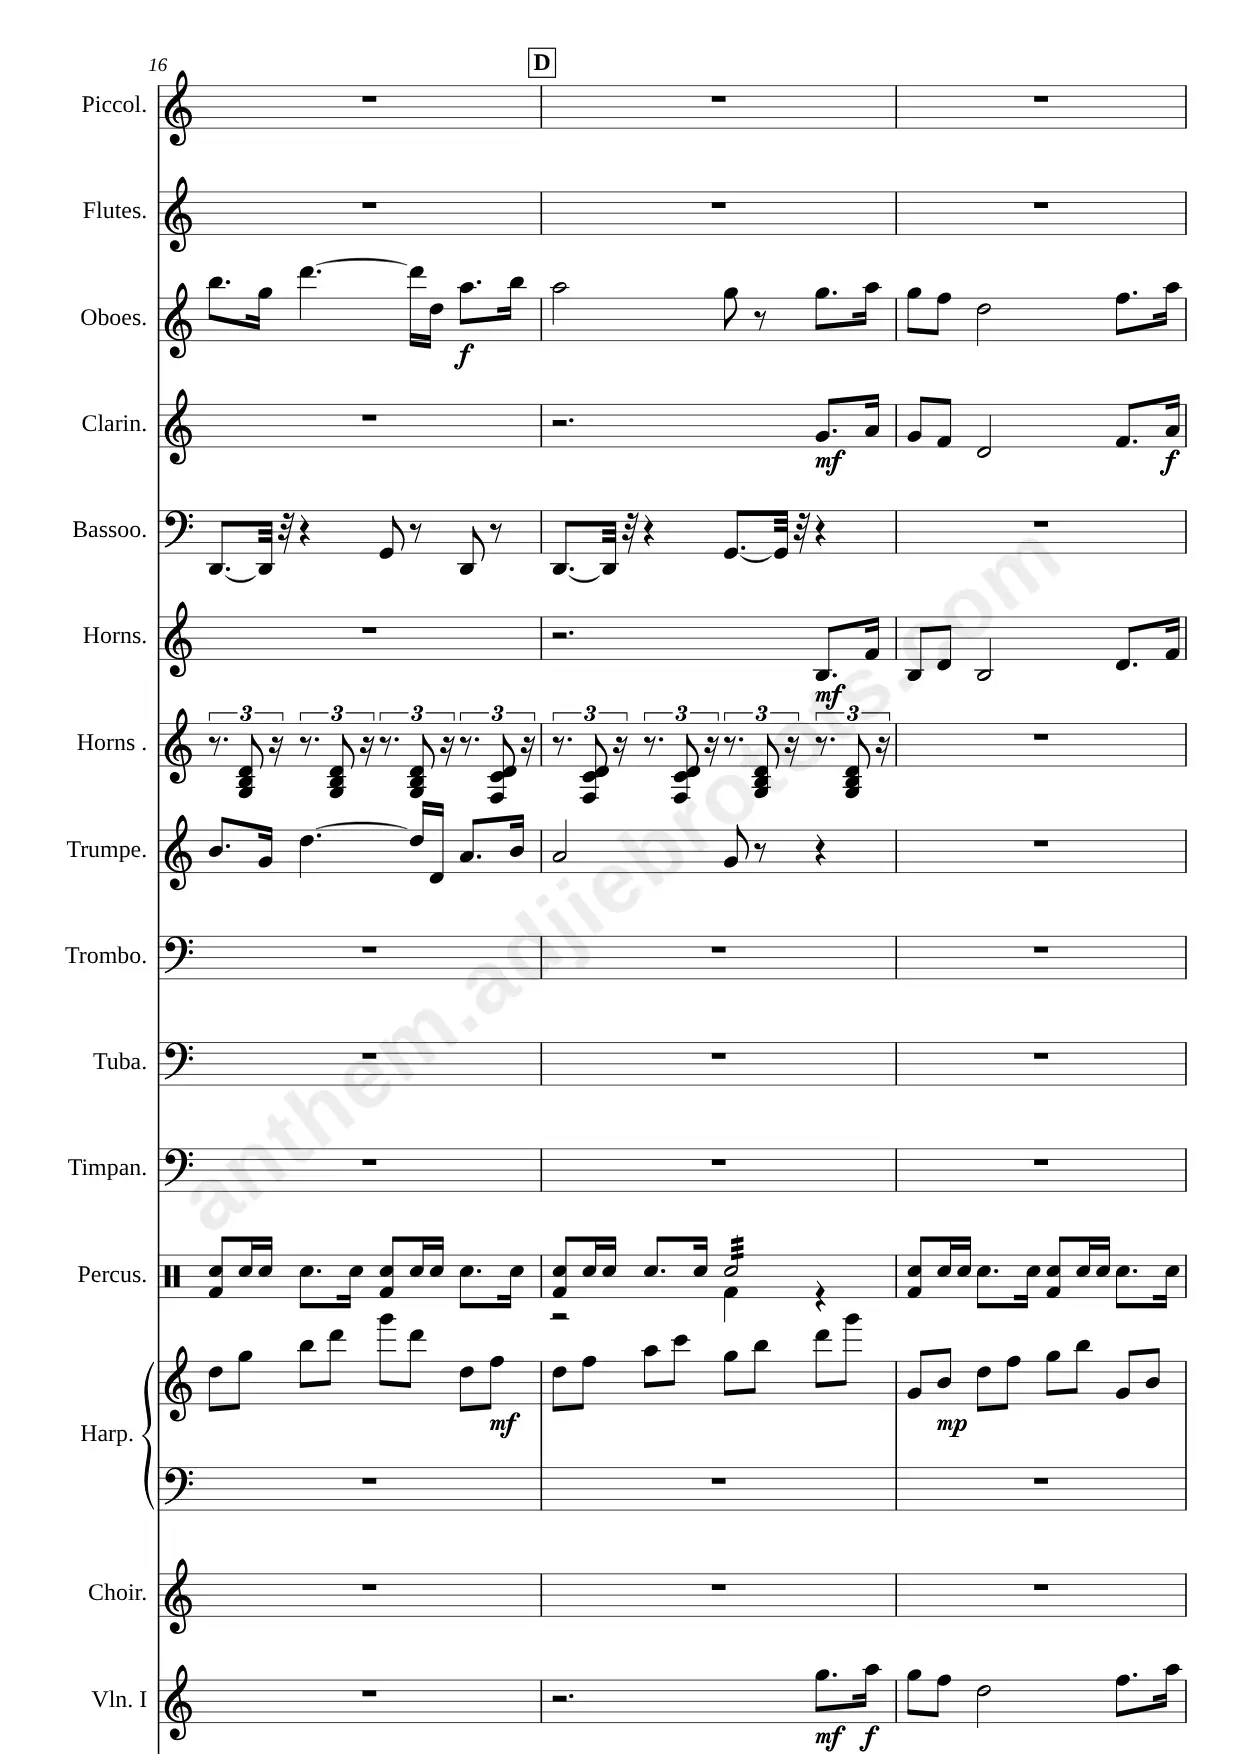 16
D
Piccol.
Flutes.
Oboes.
f
Clarin.
mf
f
Bassoo.
Horns.
mf
3 3 3 3 3 3 3 3
Horns .
Trumpe.
Trombo.
Tuba.
Timpan.
Percus.
mf
mp
Harp.
Choir.
Vln. I
mf f
anthem.adjiebrotots.com